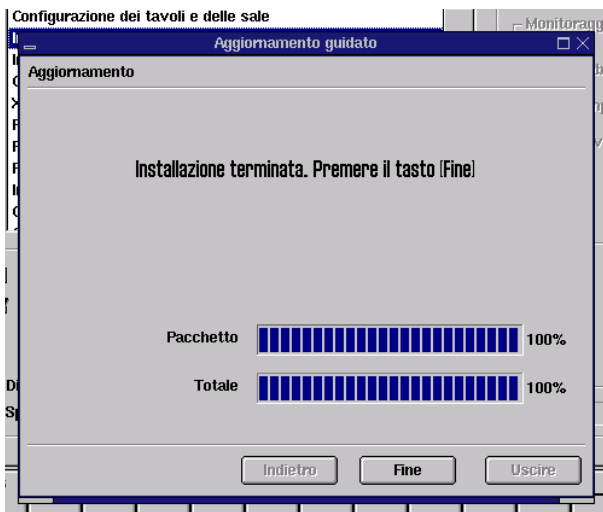 Configurazione dei tavoli e delle sale
Monitoragg
Aggiornamento guidato
Aggiornamento
Installazione terminata. Premere il tasto [Fine]
Pacchetto 100%
Totale 100%
Indietro Fine Uscire